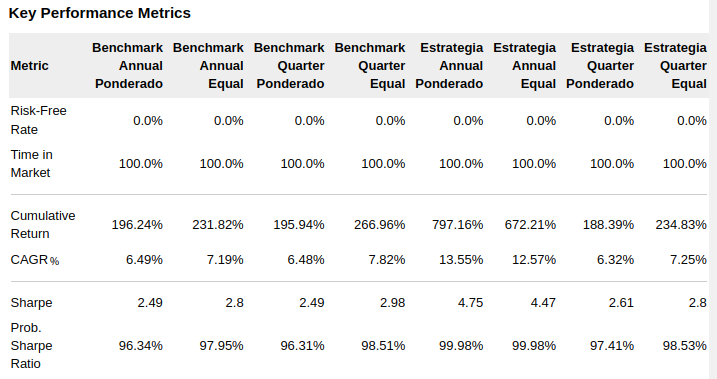 Key Performance Metrics
Metric Benchmark Annual Ponderado Benchmark Annual Equal Benchmark Quarter Ponderado Benchmark Quarter Equal Estrategia Annual Ponderado Estrategia Annual Equal Estrategia Quarter Ponderado Estrategia Quarter Equal
Risk-Free Rate 0.0% 0.0% 0.0% 0.0% 0.0% 0.0% 0.0% 0.0%
Time in Market 100.0% 100.0% 100.0% 100.0% 100.0% 100.0% 100.0% 100.0%
Cumulative Return 196.24% 231.82% 195.94% 266.96% 797.16% 672.21% 188.39% 234.83%
CAGR% 6.49% 7.19% 6.48% 7.82% 13.55% 12.57% 6.32% 7.25%
Sharpe 2.49 2.8 2.49 2.98 4.75 4.47 2.61 2.8
Prob. Sharpe Ratio 96.34% 97.95% 96.31% 98.51% 99.98% 99.98% 97.41% 98.53%